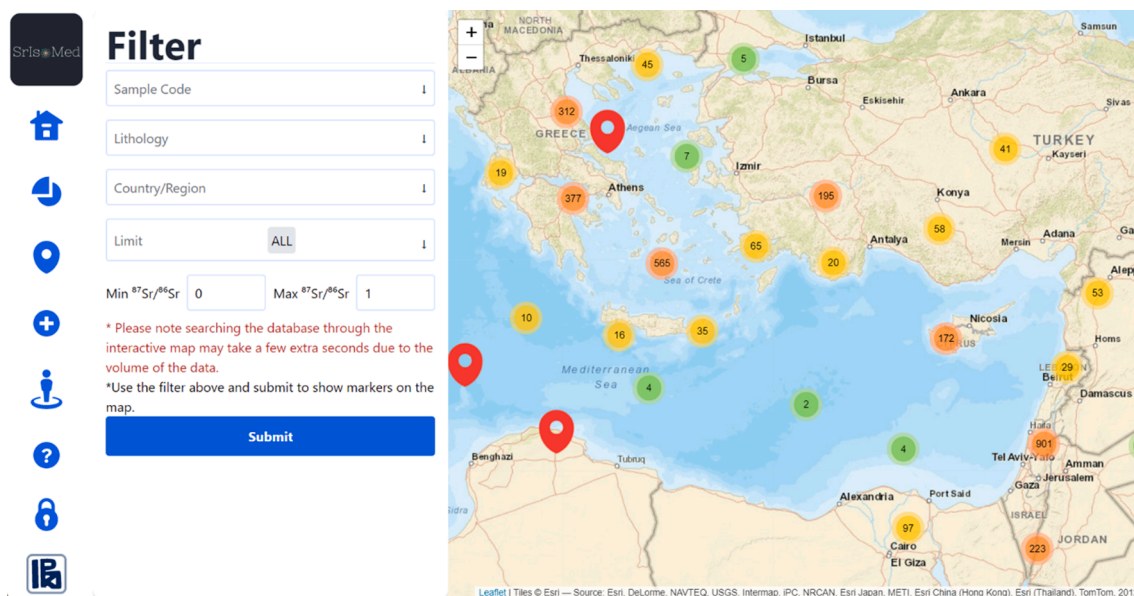 SrIs Med
Filter
Sample Code
Lithology
Country/Region
Limit ALL
Min ⁸⁷Sr/⁸⁶Sr 0 Max ⁸⁷Sr/⁸⁶Sr 1
* Please note searching the database through the
interactive map may take a few extra seconds due to the
volume of the data.
*Use the filter above and submit to show markers on the
map.
Submit
+
−
NORTH
MACEDONIA
Samsun
Istanbul
5
Thessaloniki
45
Bursa
Ankara
Eskisehir
Sivas
312
GREECE
Aegean Sea
TURKEY
41
Kayseri
7
Izmir
19
Athens
377
195
Konya
58
Adana
Mersin
65
Antalya
20
565
Sea of Crete
53
10
16
35
Nicosia
172
Homs
Mediterranean
Sea
29
Beirut
4
2
Damascus
Haifa
901
4
Benghazi
Tubruq
Tel Aviv-Yafo
Amman
Jerusalem
Gaza
Alexandria
Port Said
ISRAEL
97
Cairo
El Giza
JORDAN
223
Leaflet | Tiles © Esri — Source: Esri, DeLorme, NAVTEQ, USGS, Intermap, iPC, NRCAN, Esri Japan, METI, Esri China (Hong Kong), Esri (Thailand), TomTom, 201